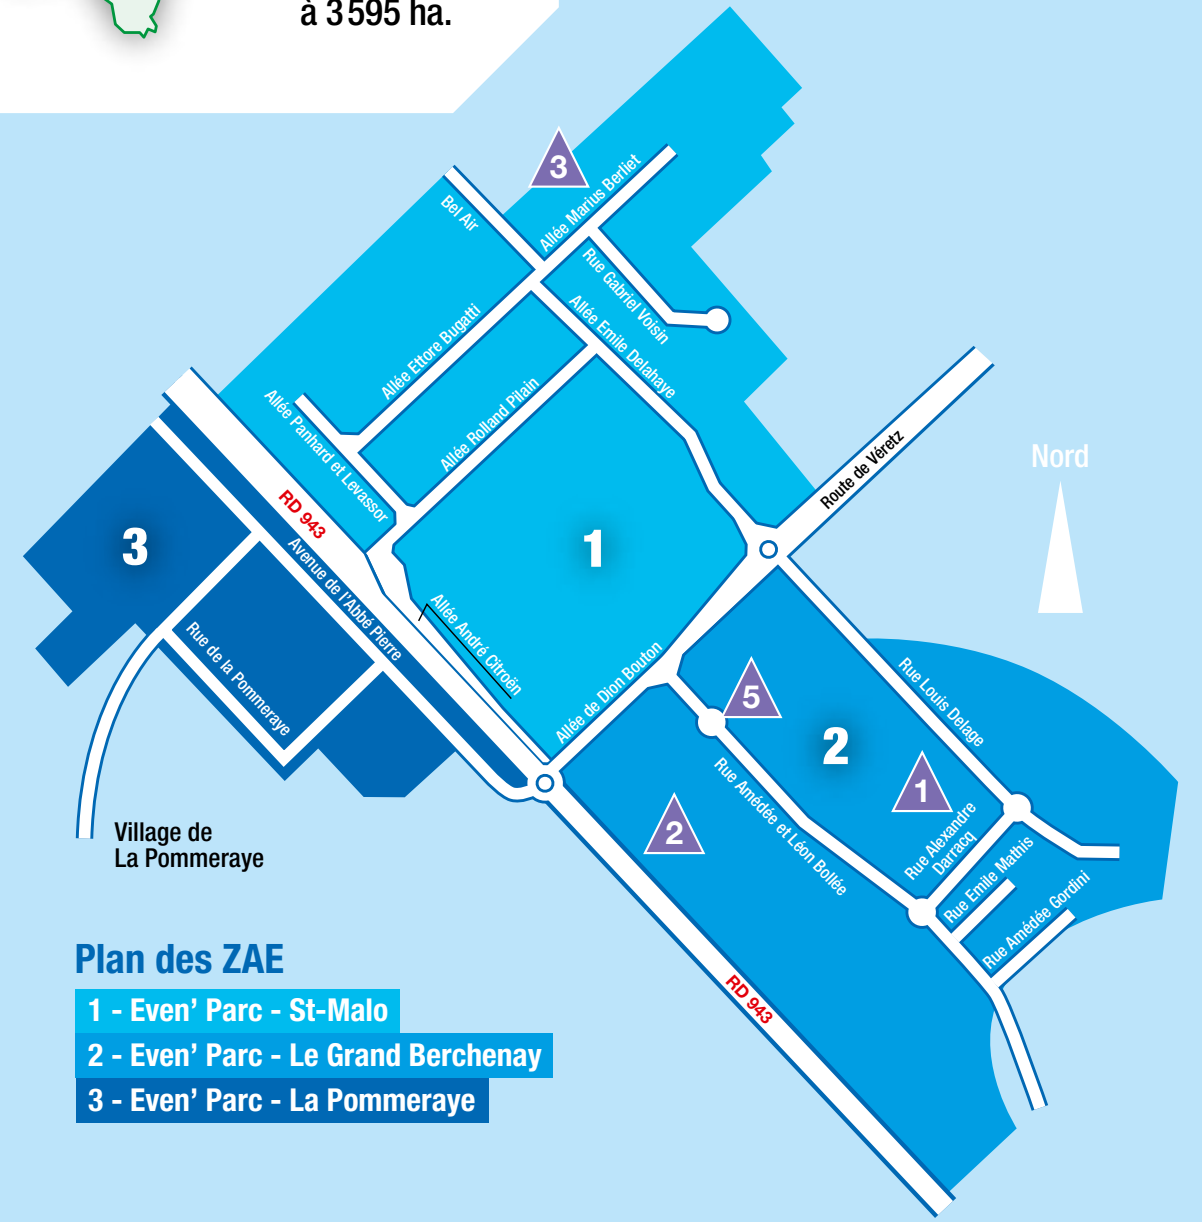 à 3 595 ha.
3
Allée Marius Berliet
Bel Air
Rue Gabriel Voisin
Allée Emile Delahaye
Allée Ettore Bugatti
Allée Rolland Pilain
Allée Panhard et Levassor
Route de Véretz
Nord
RD 943
3
1
Avenue de l'Abbé Pierre
Allée André Citroën
Rue de la Pommeraye
Allée de Dion Bouton
Rue Louis Delage
5
2
1
2
Rue Amédée et Léon Bollée
Rue Alexandre
Darracq
Rue Emile Mathis
Rue Amédée Gordini
Village de
La Pommeraye
RD 943
Plan des ZAE
1 - Even’ Parc - St-Malo
2 - Even’ Parc - Le Grand Berchenay
3 - Even’ Parc - La Pommeraye